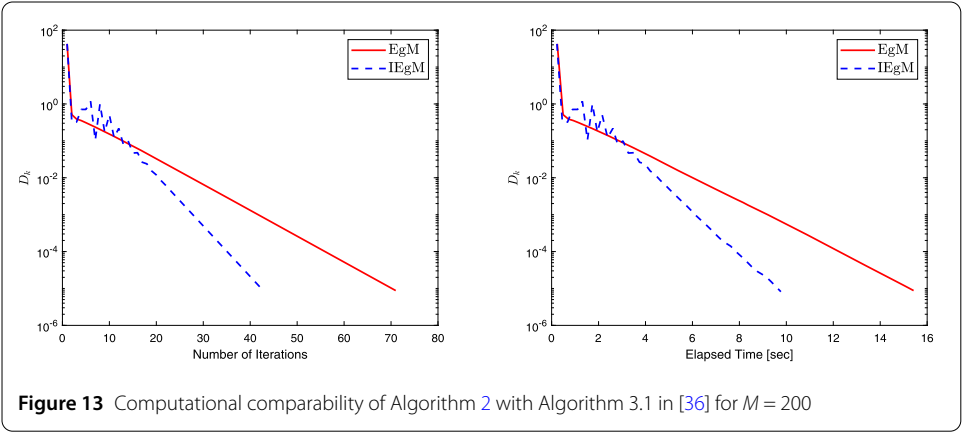 10^2
10^0
10^-2
10^-4
10^-6
D_k
0 10 20 30 40 50 60 70 80
Number of Iterations
EgM
IEgM
10^2
10^0
10^-2
10^-4
10^-6
D_k
0 2 4 6 8 10 12 14 16
Elapsed Time [sec]
EgM
IEgM
Figure 13 Computational comparability of Algorithm 2 with Algorithm 3.1 in [36] for M = 200